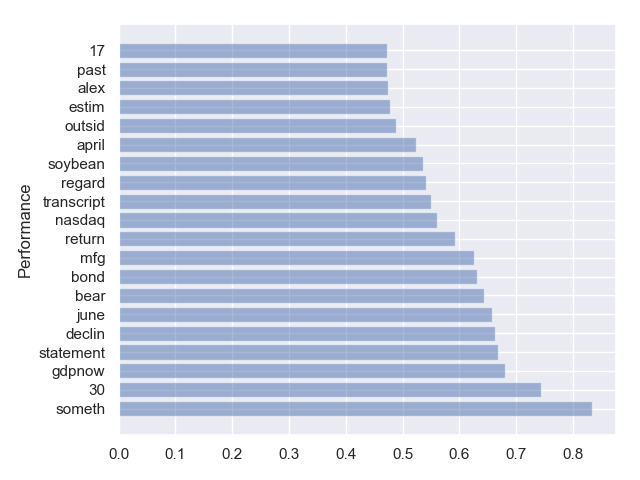 17
past
alex
estim
outsid
april
soybean
regard
transcript
nasdaq
return
mfg
bond
bear
june
declin
statement
gdpnow
30
someth
Performance
0.0 0.1 0.2 0.3 0.4 0.5 0.6 0.7 0.8